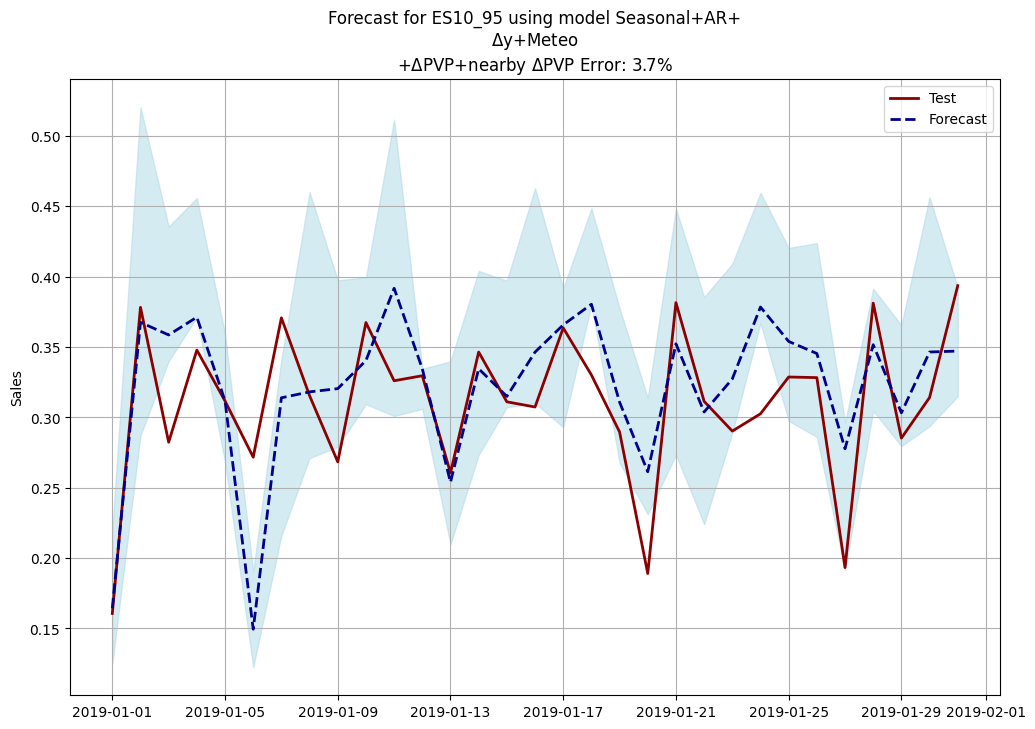 Forecast for ES10_95 using model Seasonal+AR+
Δy+Meteo
+ΔPVP+nearby ΔPVP Error: 3.7%
Test
Forecast
Sales
0.50
0.45
0.40
0.35
0.30
0.25
0.20
0.15
2019-01-01 2019-01-05 2019-01-09 2019-01-13 2019-01-17 2019-01-21 2019-01-25 2019-01-29 2019-02-01